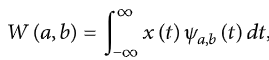 W (a, b) = ∫_{-∞}^{∞} x (t) ψ_{a,b} (t) dt,